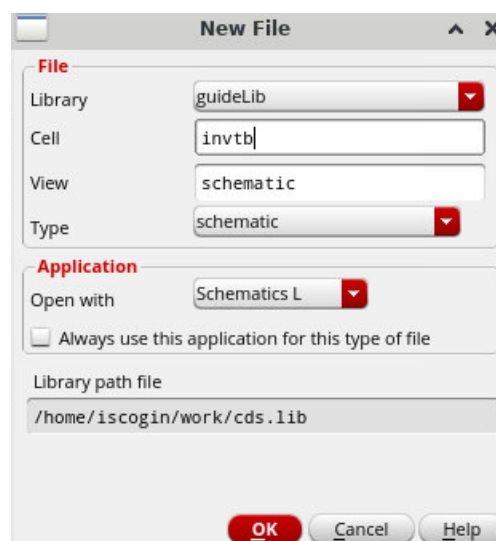 New File
File
Library guideLib
Cell invtb
View schematic
Type schematic
Application
Open with Schematics L
Always use this application for this type of file
Library path file
/home/iscogin/work/cds.lib
OK Cancel Help